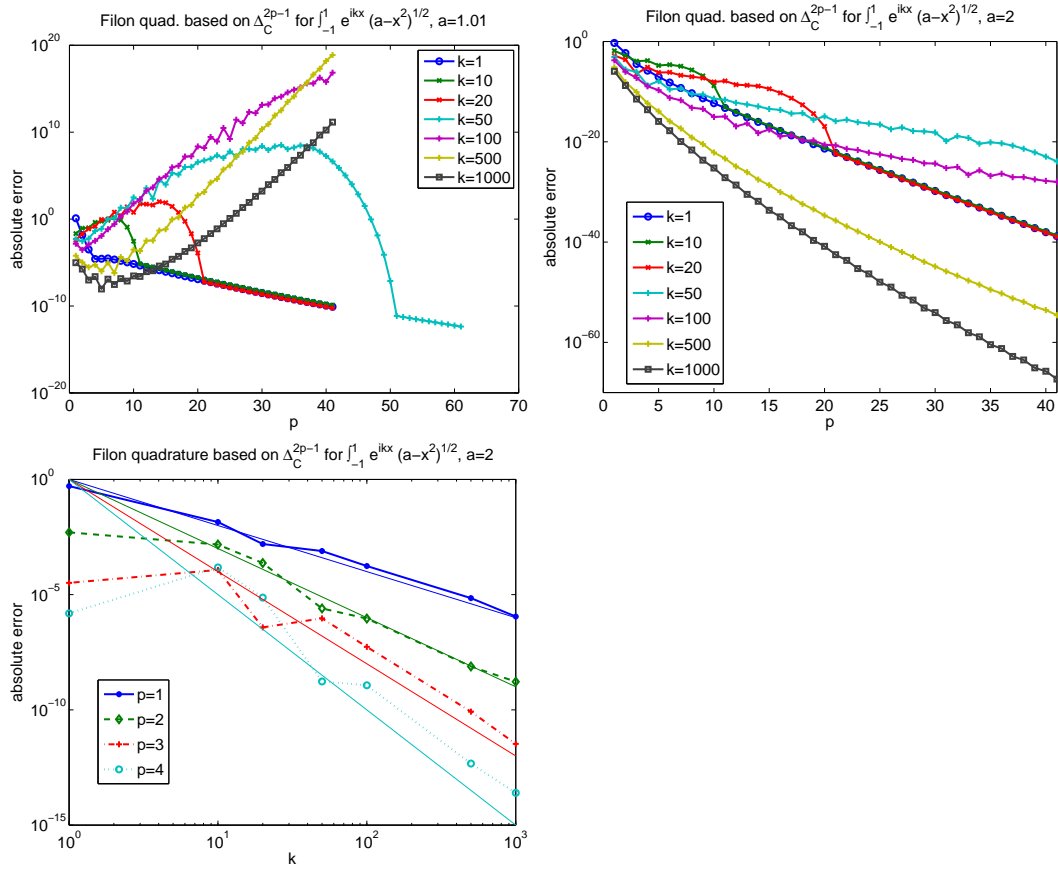 Filon quad. based on Δ_C^{2p−1} for ∫_{−1}^{1} e^{ikx} (a−x^2)^{1/2}, a=1.01
10^20
10^10
10^0
10^−10
10^−20
absolute error
0 10 20 30 40 50 60 70
p
k=1
k=10
k=20
k=50
k=100
k=500
k=1000
Filon quad. based on Δ_C^{2p−1} for ∫_{−1}^{1} e^{ikx} (a−x^2)^{1/2}, a=2
10^0
10^−20
10^−40
10^−60
absolute error
0 5 10 15 20 25 30 35 40
p
k=1
k=10
k=20
k=50
k=100
k=500
k=1000
Filon quadrature based on Δ_C^{2p−1} for ∫_{−1}^{1} e^{ikx} (a−x^2)^{1/2}, a=2
10^0
10^−5
10^−10
10^−15
absolute error
10^0 10^1 10^2 10^3
k
p=1
p=2
p=3
p=4